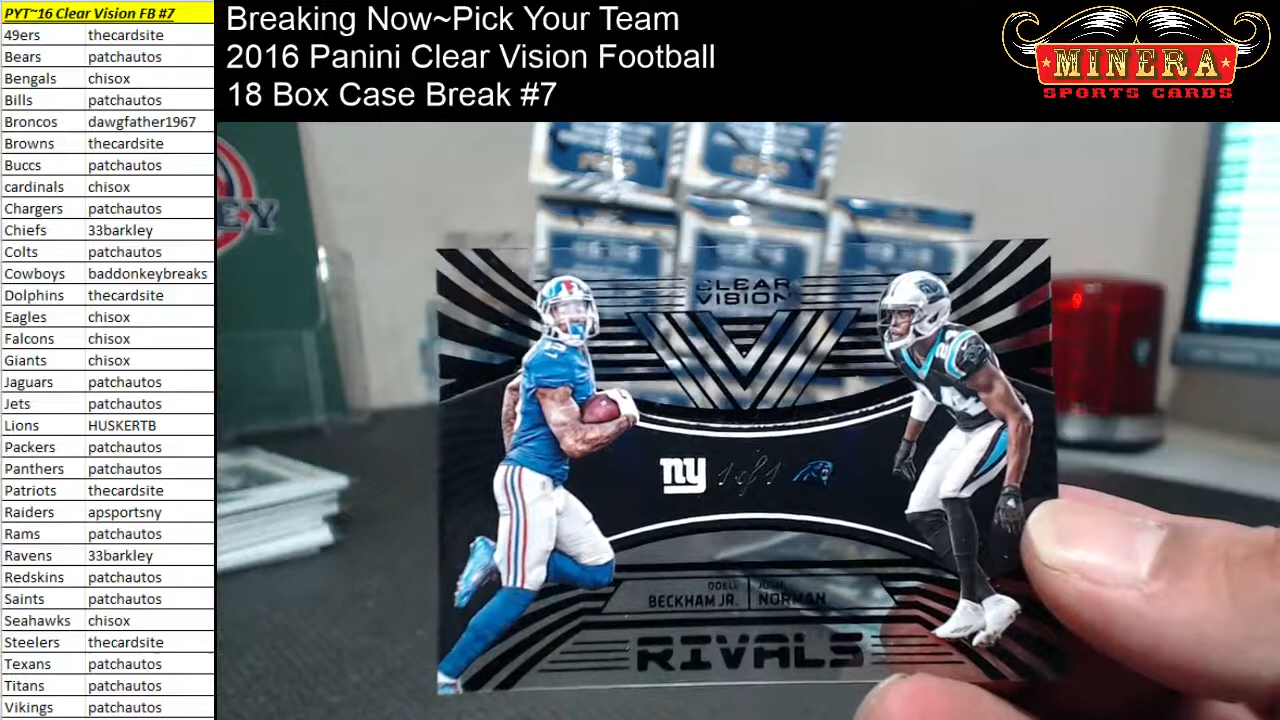 PYT~16 Clear Vision FB #7
49ers thecardsite
Bears patchautos
Bengals chisox
Bills patchautos
Broncos dawgfather1967
Browns thecardsite
Buccs patchautos
cardinals chisox
Chargers patchautos
Chiefs 33barkley
Colts patchautos
Cowboys baddonkeybreaks
Dolphins thecardsite
Eagles chisox
Falcons chisox
Giants chisox
Jaguars patchautos
Jets patchautos
Lions HUSKERTB
Packers patchautos
Panthers patchautos
Patriots thecardsite
Raiders apsportsny
Rams patchautos
Ravens 33barkley
Redskins patchautos
Saints patchautos
Seahawks chisox
Steelers thecardsite
Texans patchautos
Titans patchautos
Vikings patchautos
Breaking Now~Pick Your Team
2016 Panini Clear Vision Football
18 Box Case Break #7
MINERA
SPORTS CARDS
CLEAR
VISION
ny 1 of 1
ODELL
BECKHAM JR.
JOSH
NORMAN
RIVALS